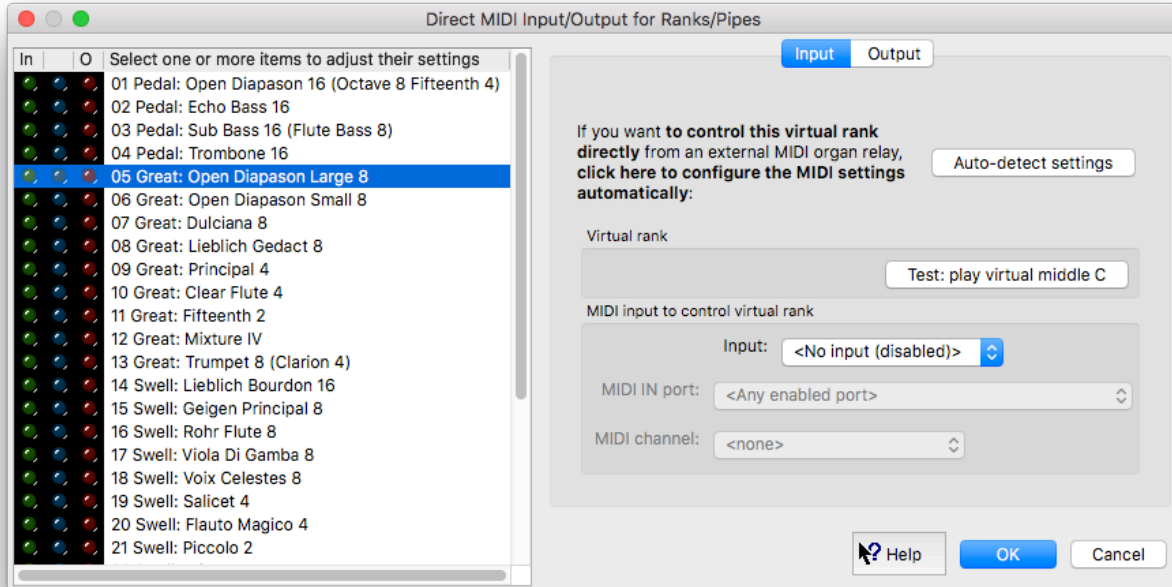 Direct MIDI Input/Output for Ranks/Pipes
In O Select one or more items to adjust their settings
01 Pedal: Open Diapason 16 (Octave 8 Fifteenth 4)
02 Pedal: Echo Bass 16
03 Pedal: Sub Bass 16 (Flute Bass 8)
04 Pedal: Trombone 16
05 Great: Open Diapason Large 8
06 Great: Open Diapason Small 8
07 Great: Dulciana 8
08 Great: Lieblich Gedact 8
09 Great: Principal 4
10 Great: Clear Flute 4
11 Great: Fifteenth 2
12 Great: Mixture IV
13 Great: Trumpet 8 (Clarion 4)
14 Swell: Lieblich Bourdon 16
15 Swell: Geigen Principal 8
16 Swell: Rohr Flute 8
17 Swell: Viola Di Gamba 8
18 Swell: Voix Celestes 8
19 Swell: Salicet 4
20 Swell: Flauto Magico 4
21 Swell: Piccolo 2
Input Output
If you want to control this virtual rank
directly from an external MIDI organ relay,
click here to configure the MIDI settings
automatically:
Auto-detect settings
Virtual rank
Test: play virtual middle C
MIDI input to control virtual rank
Input: <No input (disabled)>
MIDI IN port: <Any enabled port>
MIDI channel: <none>
? Help OK Cancel